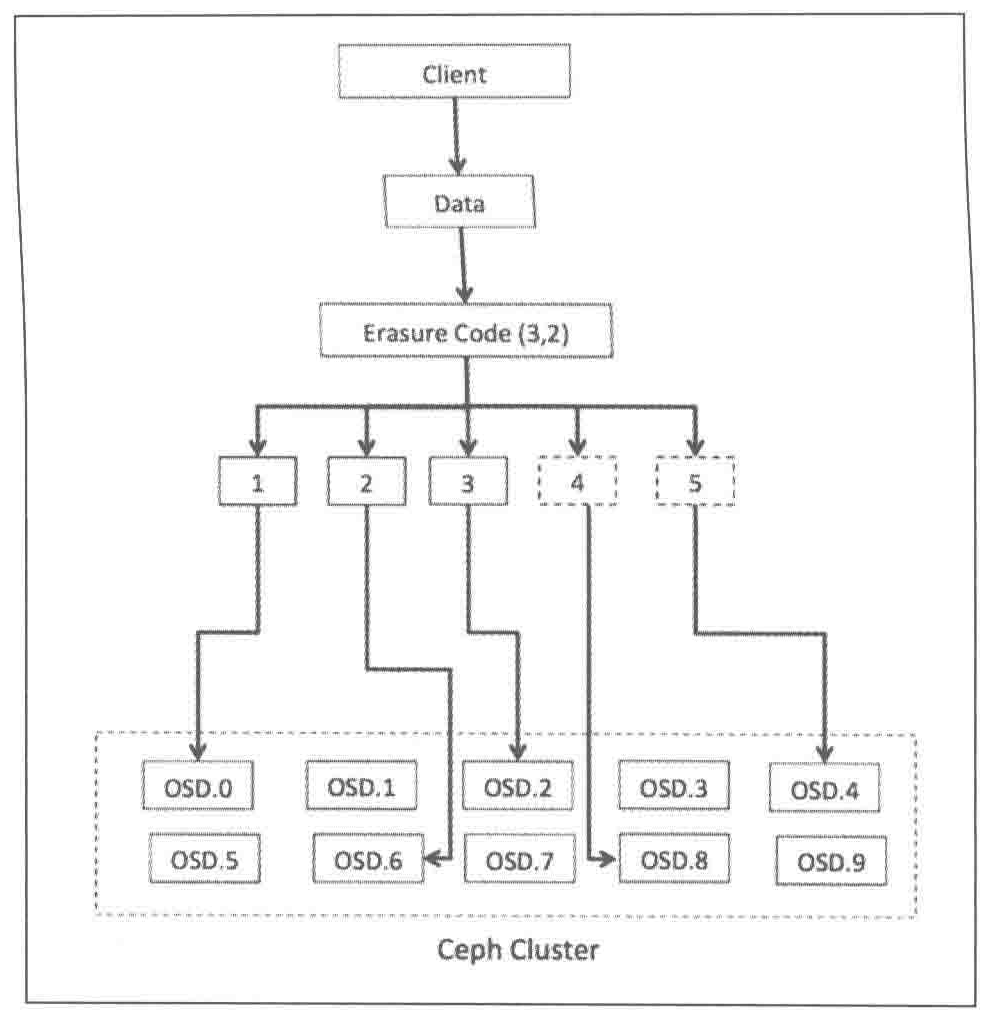 Client
Data
Erasure Code (3,2)
1 2 3 4 5
OSD.0 OSD.1 OSD.2 OSD.3 OSD.4
OSD.5 OSD.6 OSD.7 OSD.8 OSD.9
Ceph Cluster